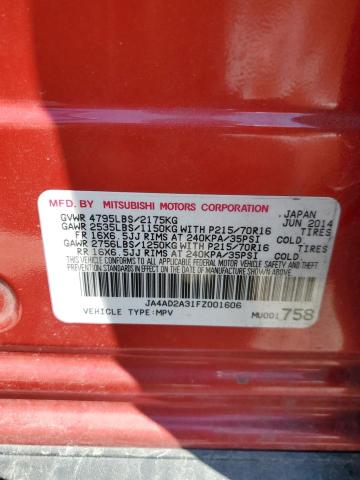 MFD. BY MITSUBISHI MOTORS CORPORATION JAPAN
GVWR 4795LBS/2175KG JUN 2014
GAWR 2535LBS/1150KG WITH P215/70R16 TIRES
FR 16X6.5JJ RIMS AT 240KPA/35PSI COLD
GAWR 2756LBS/1250KG WITH P215/70R16 TIRES
RR 16X6.5JJ RIMS AT 240KPA/35PSI COLD
THIS VEHICLE CONFORMS TO ALL
APPLICABLE FEDERAL MOTOR VEHICLE SAFETY AND THEFT
PREVENTION STANDARDS IN EFFECT ON THE DATE OF
MANUFACTURE SHOWN ABOVE.
JA4AD2A31FZ001606
VEHICLE TYPE:MPV MU001758